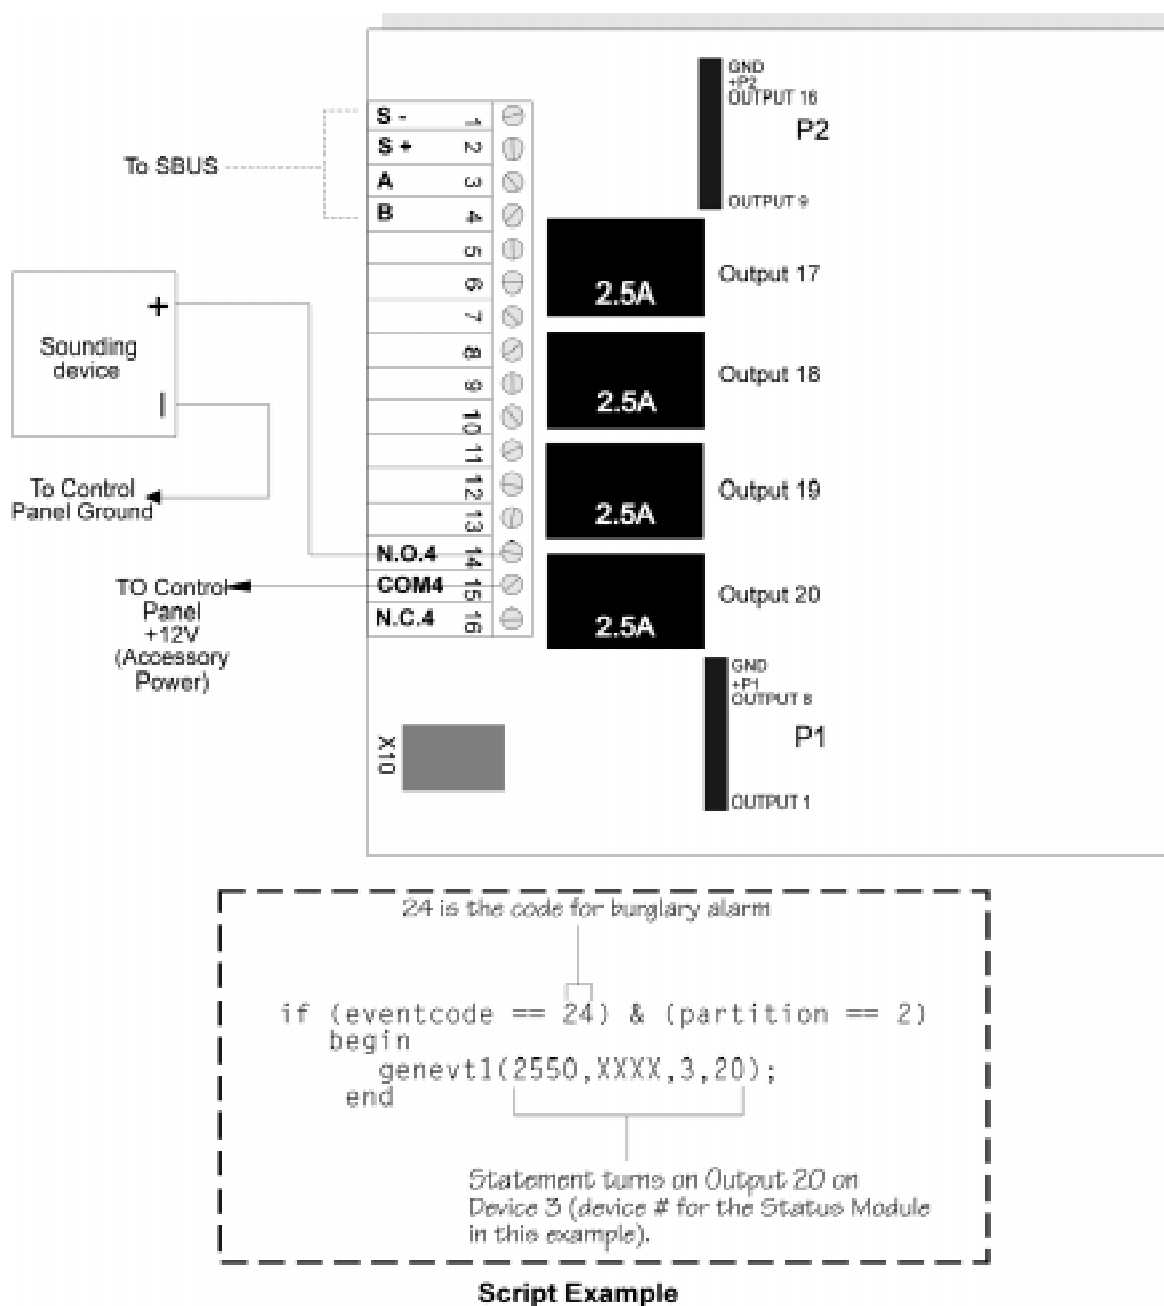 GND
+P2
OUTPUT 16
P2
OUTPUT 9
To SBUS
S - 1
S + 2
A 3
B 4
5
6
7
8
9
10
11
12
13
N.O.4 14
COM4 15
N.C.4 16
2.5A
Output 17
2.5A
Output 18
2.5A
Output 19
2.5A
Output 20
+
Sounding
device
-
To Control
Panel Ground
TO Control
Panel
+12V
(Accessory
Power)
GND
+P1
OUTPUT 8
P1
OUTPUT 1
X10
24 is the code for burglary alarm
if (eventcode == 24) & (partition == 2)
begin
genevt1(2550,XXXX,3,20);
end
Statement turns on Output 20 on
Device 3 (device # for the Status Module
in this example).
Script Example